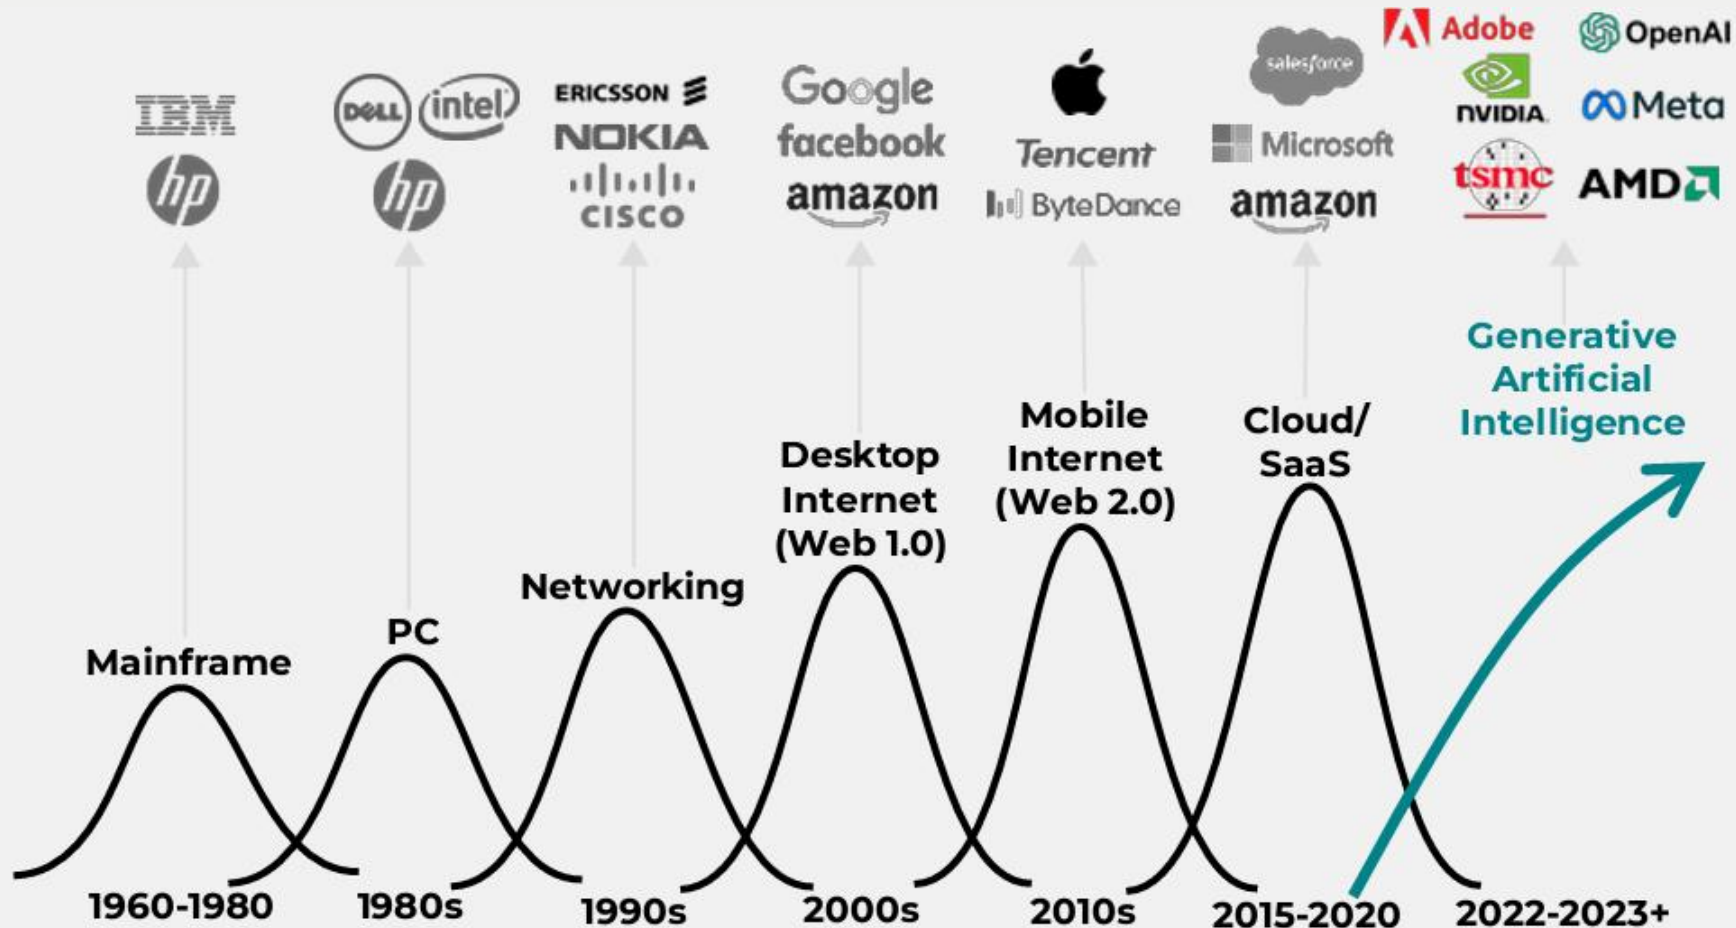 IBM
hp
DELL intel
hp
ERICSSON
NOKIA
CISCO
Google
facebook
amazon
Tencent
ByteDance
salesforce
Microsoft
amazon
Adobe
OpenAI
NVIDIA
Meta
tsmc
AMD
Mainframe
PC
Networking
Desktop
Internet
(Web 1.0)
Mobile
Internet
(Web 2.0)
Cloud/
SaaS
Generative
Artificial
Intelligence
1960-1980
1980s
1990s
2000s
2010s
2015-2020
2022-2023+